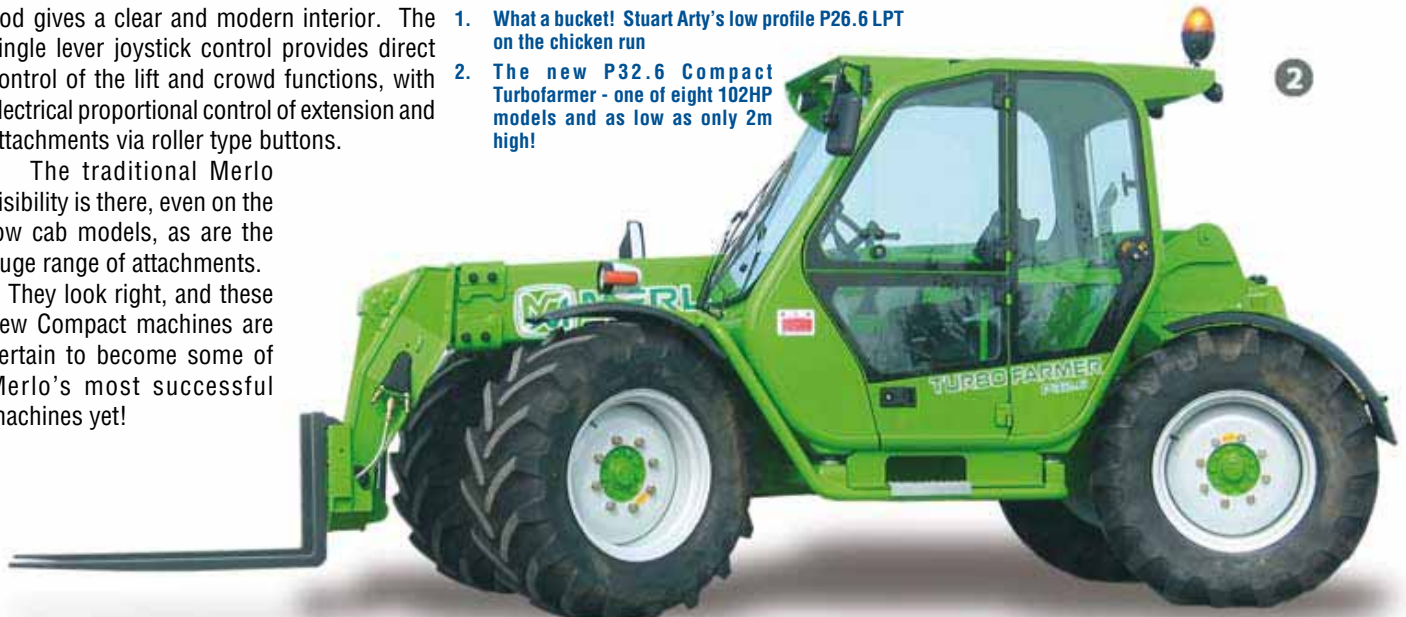 od gives a clear and modern interior. The
ingle lever joystick control provides direct
ontrol of the lift and crowd functions, with
lectrical proportional control of extension and
ttachments via roller type buttons.
The traditional Merlo
isibility is there, even on the
ow cab models, as are the
uge range of attachments.
They look right, and these
ew Compact machines are
ertain to become some of
Merlo's most successful
achines yet!
1. What a bucket! Stuart Arty's low profile P26.6 LPT
on the chicken run
2. The new P32.6 Compact
Turbofarmer - one of eight 102HP
models and as low as only 2m
high!
2
MERL
TURBO FARMER